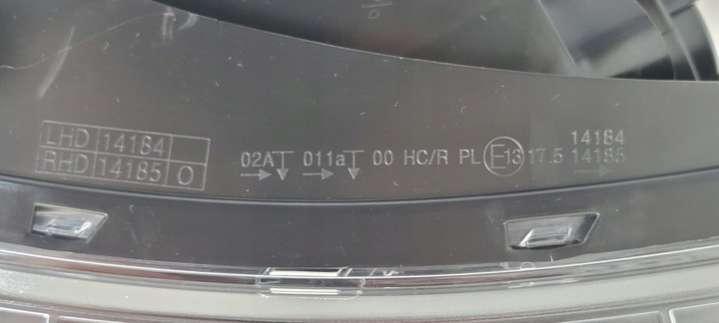 %
LHD 14184
RHD 14185 O
02A 011a 00 HC/R PL E13 17.5
14184
14185